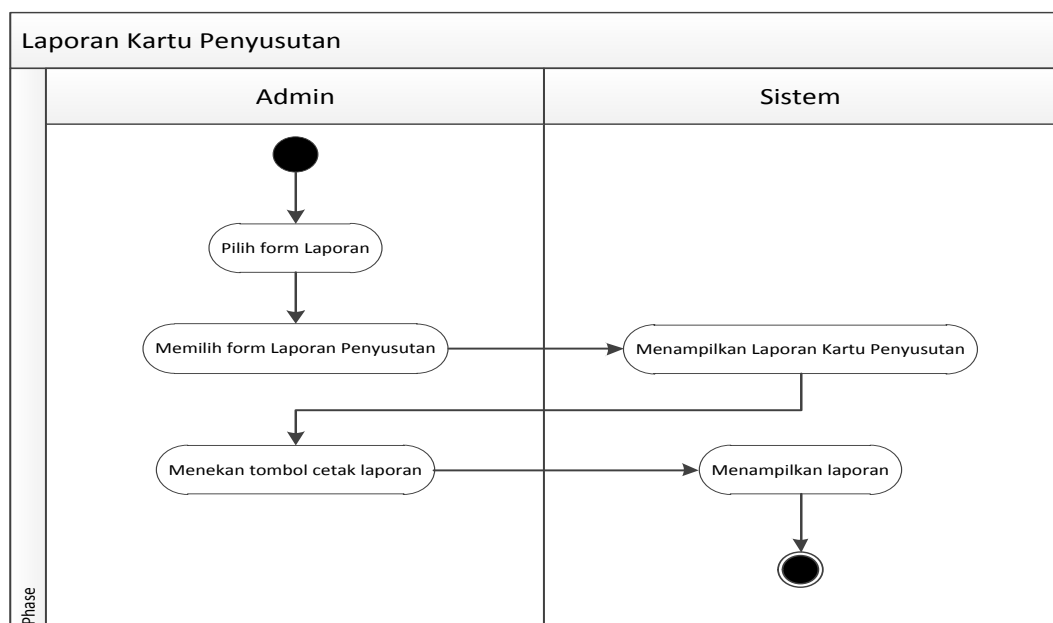 Laporan Kartu Penyusutan
Admin
Sistem
Pilih form Laporan
Memilih form Laporan Penyusutan
Menampilkan Laporan Kartu Penyusutan
Menekan tombol cetak laporan
Menampilkan laporan
Phase